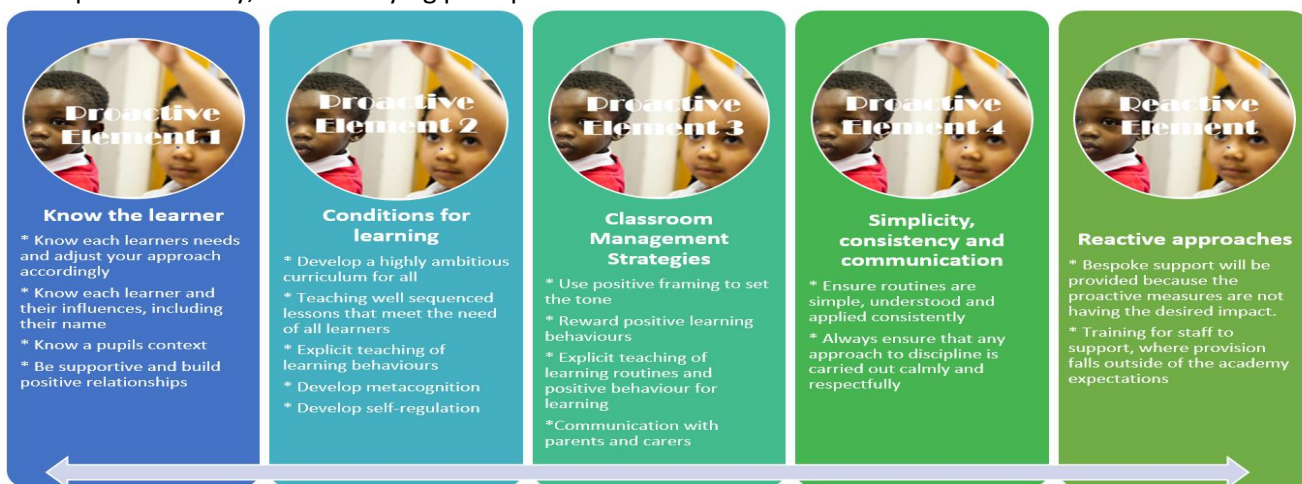 Proactive
Element 1
Know the learner
* Know each learners needs
and adjust your approach
accordingly
* Know each learner and
their influences, including
their name
* Know a pupils context
* Be supportive and build
positive relationships
Proactive
Element 2
Conditions for
learning
* Develop a highly ambitious
curriculum for all
* Teaching well sequenced
lessons that meet the need
of all learners
* Explicit teaching of
learning behaviours
* Develop metacognition
* Develop self-regulation
Proactive
Element 3
Classroom
Management
Strategies
* Use positive framing to set
the tone
* Reward positive learning
behaviours
* Explicit teaching of
learning routines and
positive behaviour for
learning
*Communication with
parents and carers
Proactive
Element 4
Simplicity,
consistency and
communication
* Ensure routines are
simple, understood and
applied consistently
* Always ensure that any
approach to discipline is
carried out calmly and
respectfully
Reactive
Element
Reactive approaches
* Bespoke support will be
provided because the
proactive measures are not
having the desired impact.
* Training for staff to
support, where provision
falls outside of the academy
expectations